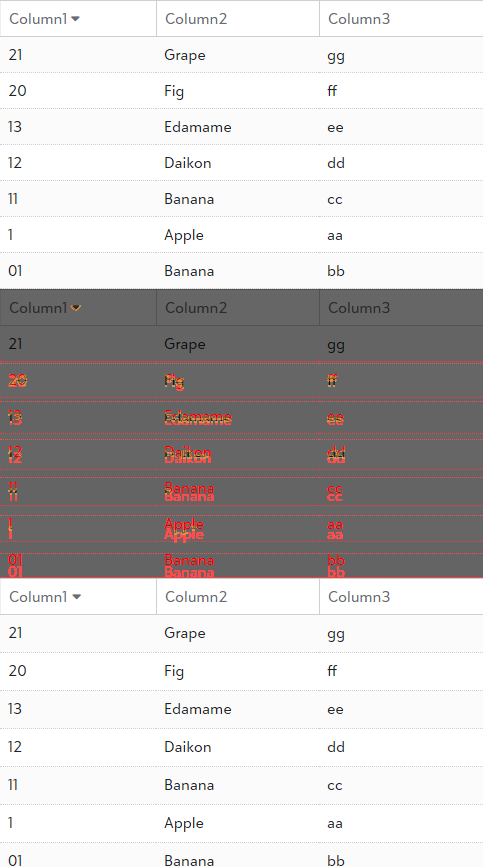 Column1 Column2 Column3
21 Grape gg
20 Fig ff
13 Edamame ee
12 Daikon dd
11 Banana cc
1 Apple aa
01 Banana bb
Column1 Column2 Column3
21 Grape gg
20 Fig ff
13 Edamame ee
12 Daikon dd
11 Banana cc
1 Apple aa
01 Banana bb
Column1 Column2 Column3
21 Grape gg
20 Fig ff
13 Edamame ee
12 Daikon dd
11 Banana cc
1 Apple aa
01 Banana bb